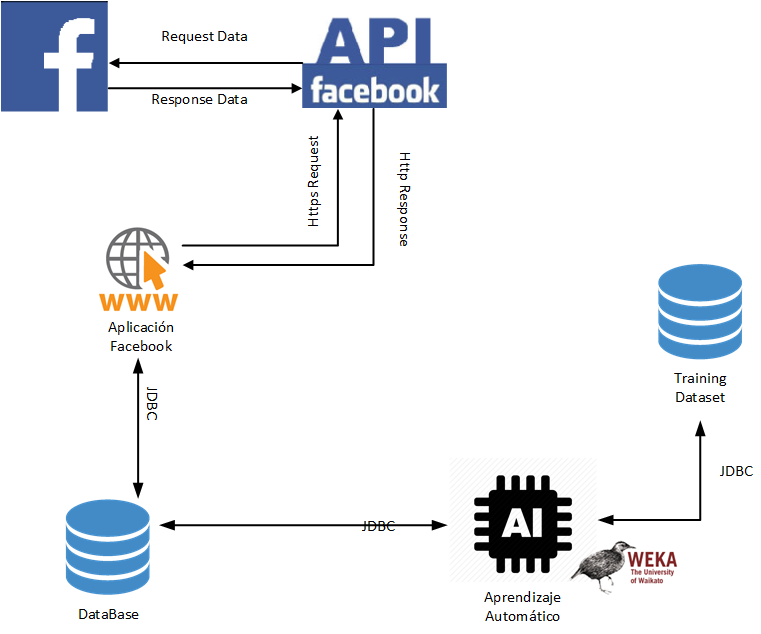 f
Request Data
Response Data
API
facebook
Https Request
Http Response
WWW
Aplicación
Facebook
JDBC
Training
Dataset
JDBC
JDBC
AI
WEKA
The University
of Waikato
DataBase
Aprendizaje
Automático